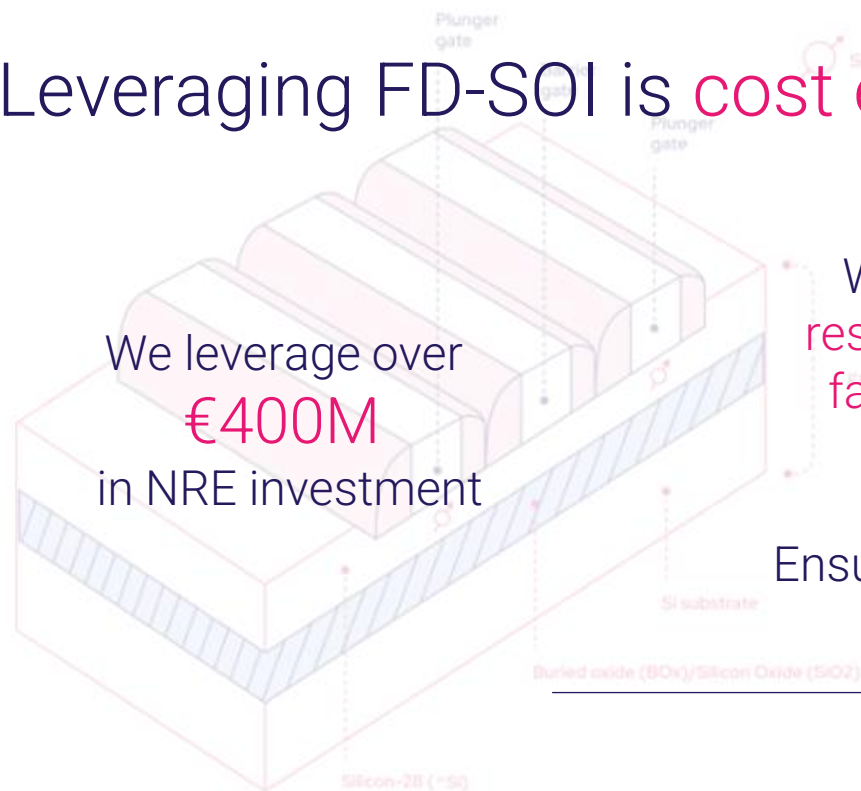 Plunger
gate
Leveraging FD-SOI is cost
gate
Plunger
gate
We leverage over
€400M
in NRE investment
res
fa
Ensu
Si substrate
Buried oxide (BOx)/Silicon Oxide (SiO2)
Silicon-28